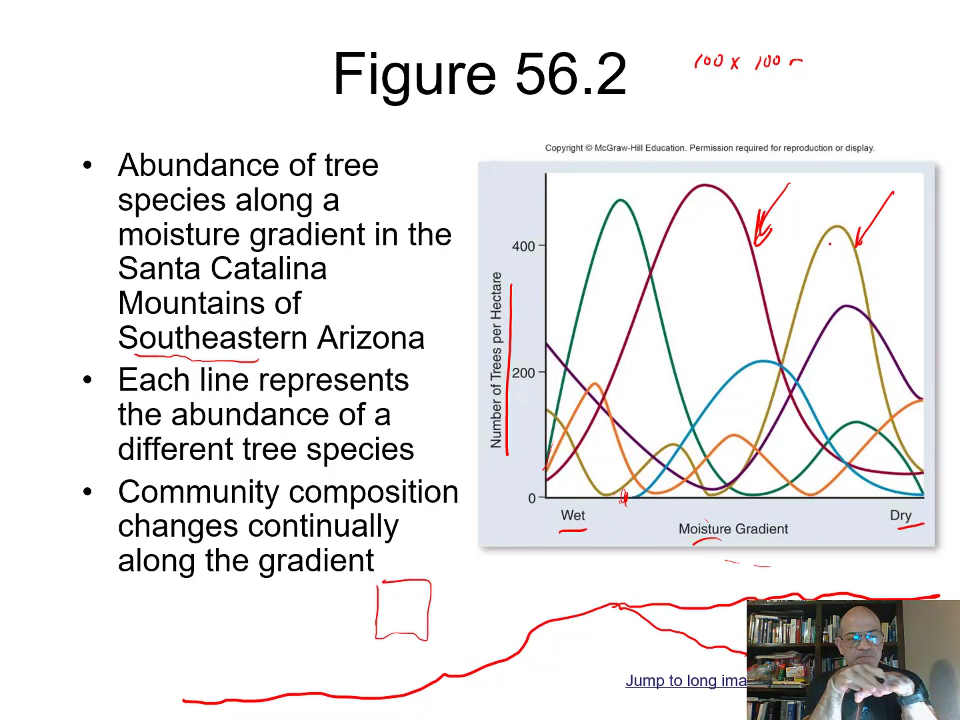 Figure 56.2
100 x 100 m
• Abundance of tree
species along a
moisture gradient in the
Santa Catalina
Mountains of
Southeastern Arizona
• Each line represents
the abundance of a
different tree species
• Community composition
changes continually
along the gradient
Copyright © McGraw-Hill Education. Permission required for reproduction or display.
Number of Trees per Hectare
400
200
0
Wet
Dry
Moisture Gradient
Jump to long ima